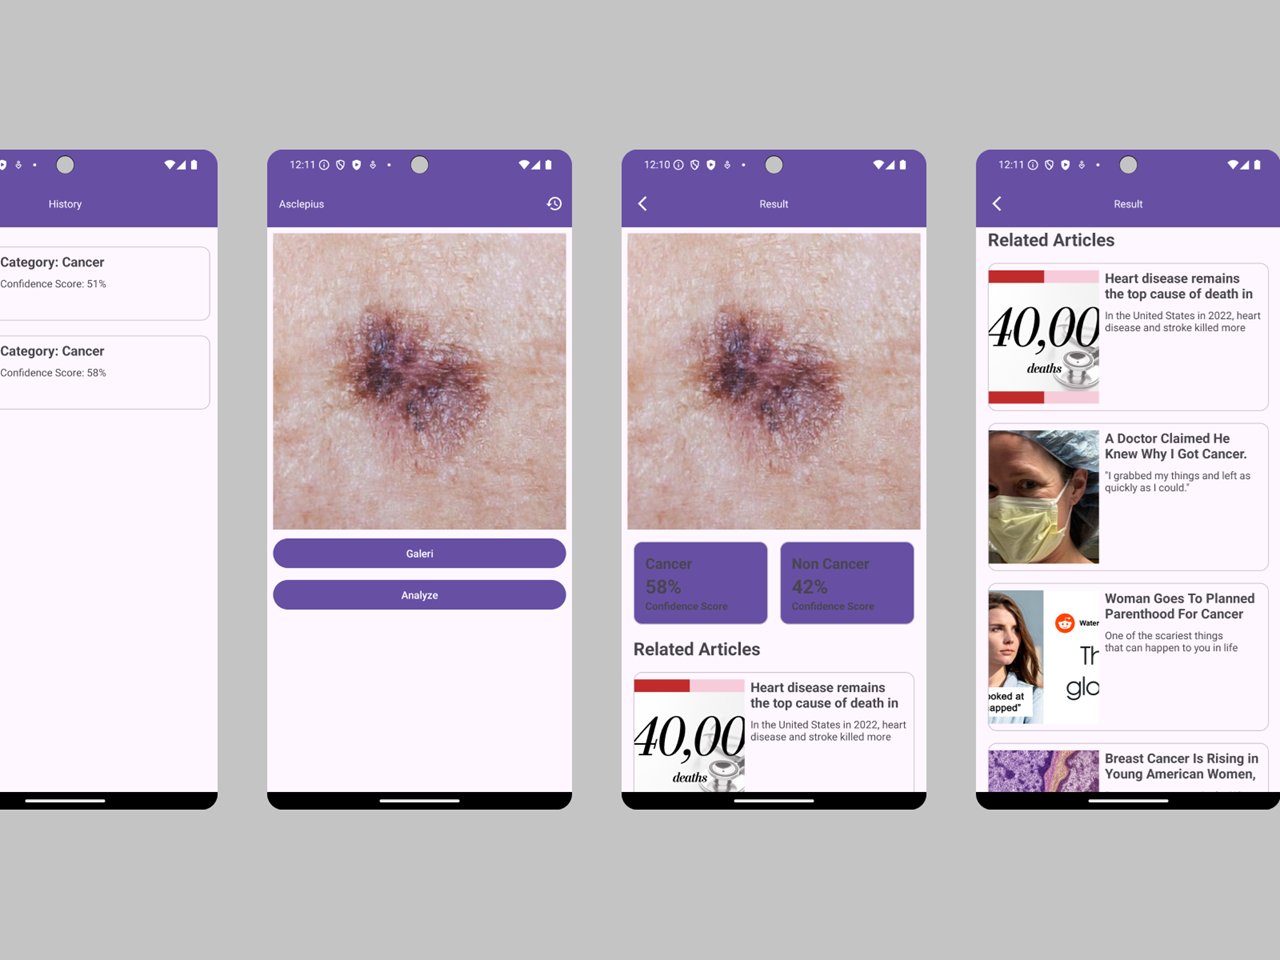 History
Category: Cancer
Confidence Score: 51%
Category: Cancer
Confidence Score: 58%
12:11
Asclepius
Galeri
Analyze
12:10
Result
Cancer
58%
Confidence Score
Non Cancer
42%
Confidence Score
Related Articles
40,00
deaths
Heart disease remains
the top cause of death in
In the United States in 2022, heart
disease and stroke killed more
12:11
Result
Related Articles
40,00
deaths
Heart disease remains
the top cause of death in
In the United States in 2022, heart
disease and stroke killed more
A Doctor Claimed He
Knew Why I Got Cancer.
"I grabbed my things and left as
quickly as I could."
Water
Th
glo
ooked at
apped"
Woman Goes To Planned
Parenthood For Cancer
One of the scariest things
that can happen to you in life
Breast Cancer Is Rising in
Young American Women,